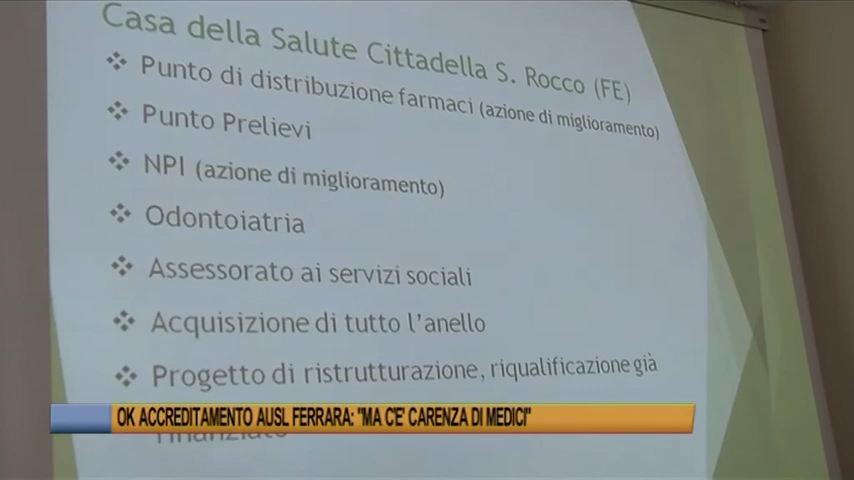 Casa della Salute Cittadella S. Rocco (FE)
Punto di distribuzione farmaci (azione di miglioramento)
Punto Prelievi
NPI (azione di miglioramento)
Odontoiatria
Assessorato ai servizi sociali
Acquisizione di tutto l'anello
Progetto di ristrutturazione, riqualificazione già
finanziato
OK ACCREDITAMENTO AUSL FERRARA: "MA C'E' CARENZA DI MEDICI"